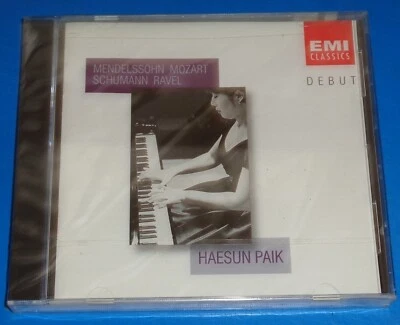 MENDELSSOHN MOZART
SCHUMANN RAVEL
EMI
CLASSICS
DEBUT
HAESUN PAIK